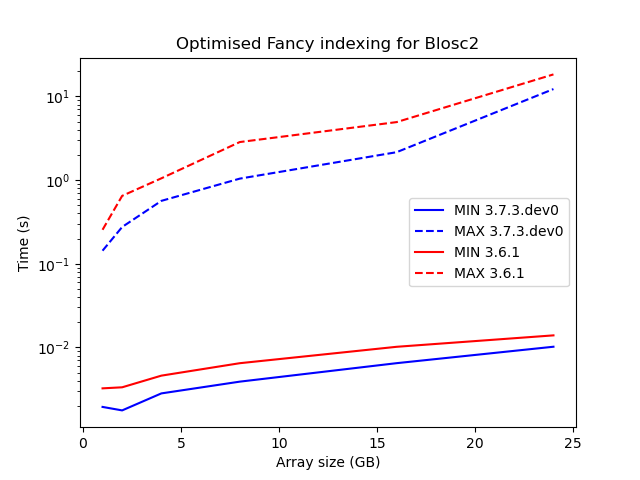 Optimised Fancy indexing for Blosc2
Time (s)
10¹
10⁰
10⁻¹
10⁻²
MIN 3.7.3.dev0
MAX 3.7.3.dev0
MIN 3.6.1
MAX 3.6.1
0 5 10 15 20 25
Array size (GB)